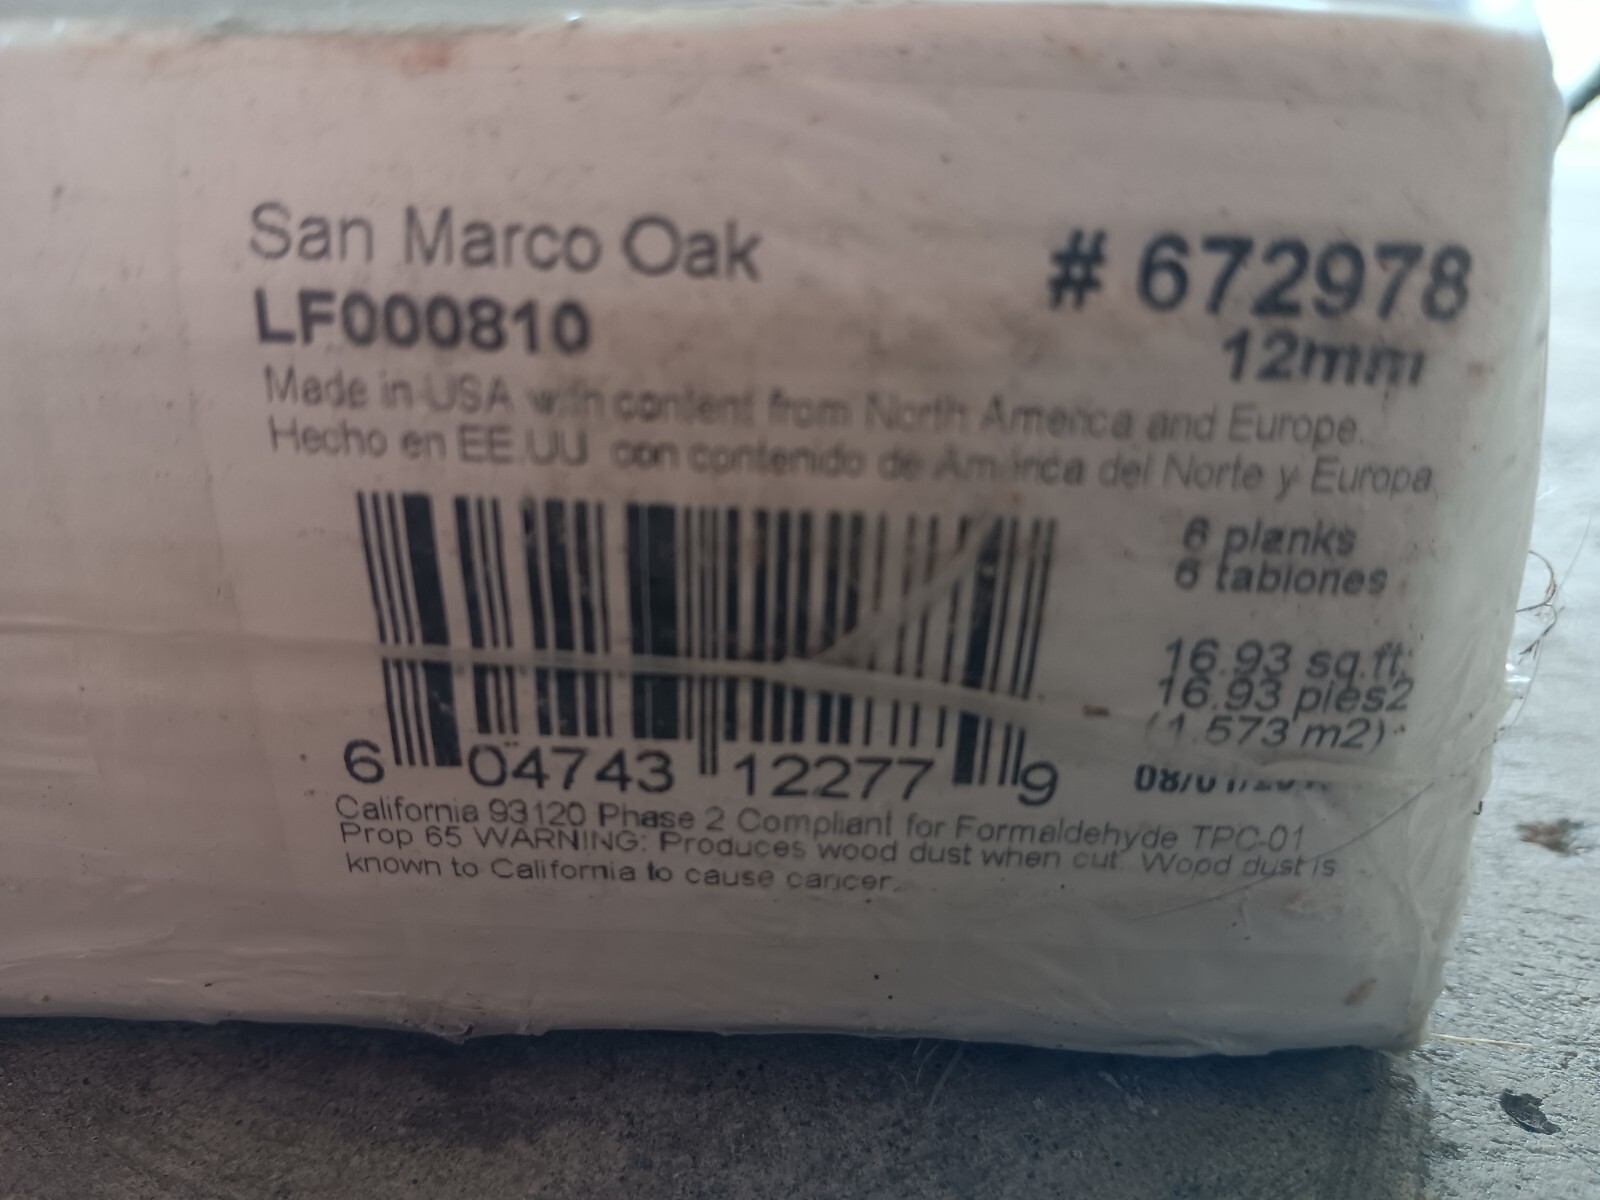 San Marco Oak
# 672978
LF000810
12mm
Made in USA with content from North America and Europe.
Hecho en EE.UU con contenido de América del Norte y Europa.
6 planks
6 tablones
16.93 sq.ft;
16.93 pies2
(1.573 m2)
6 04743 12277 9
California 93120 Phase 2 Compliant for Formaldehyde TPC-01
Prop 65 WARNING: Produces wood dust when cut. Wood dust is
known to California to cause cancer.